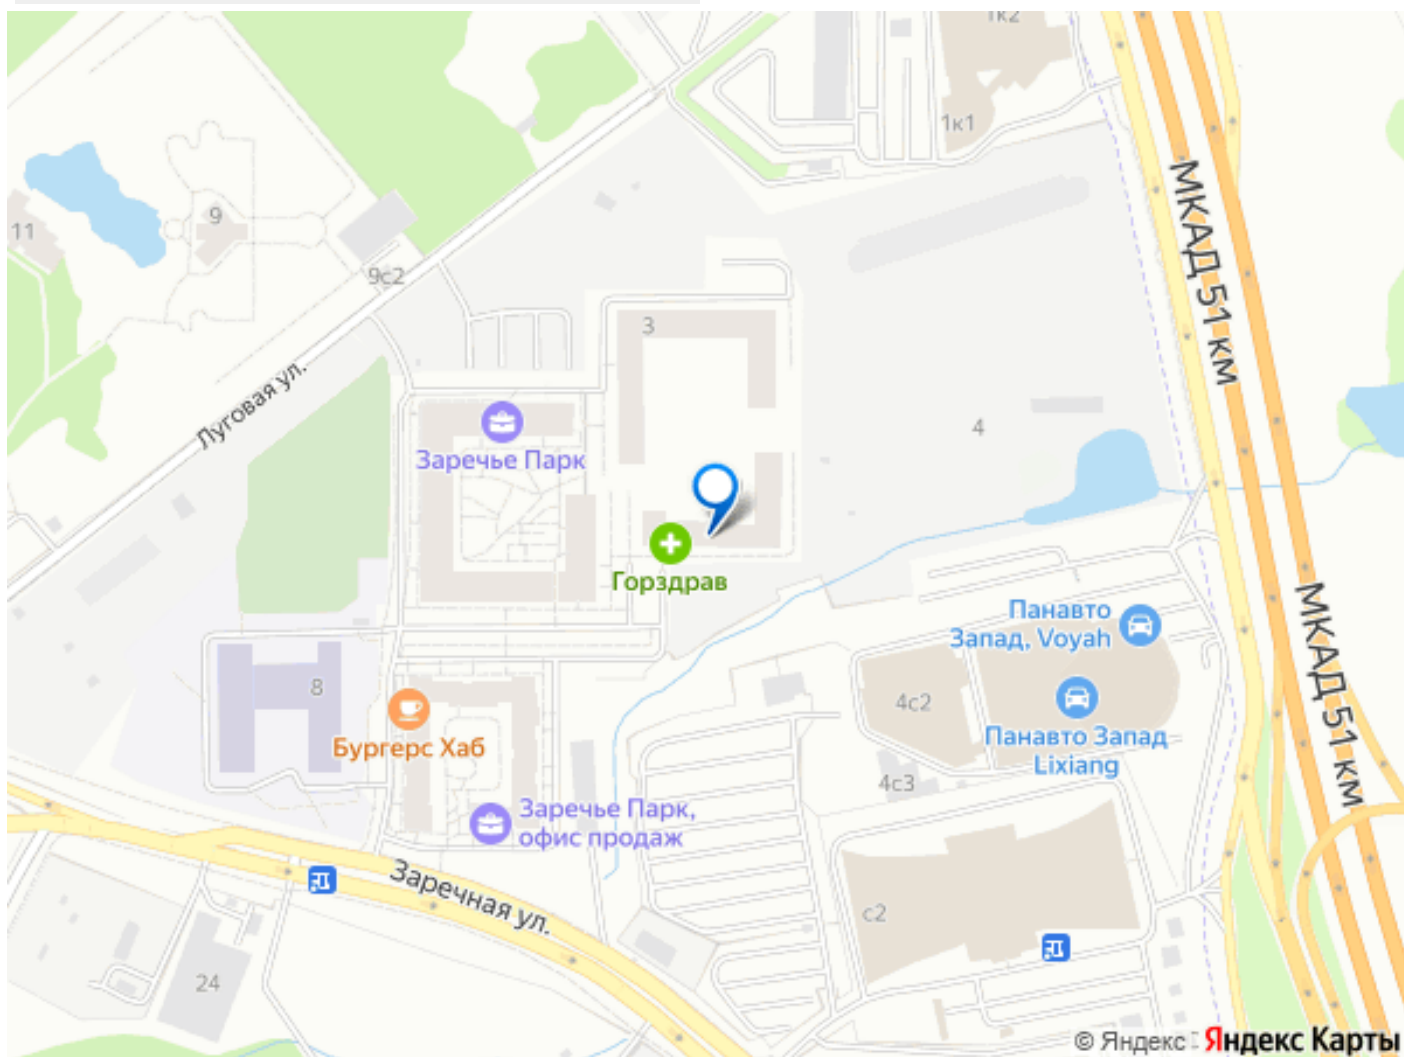 1к2
1к1
МКАД 51 км
11
9
9с2
3
Луговая ул.
4
Заречье Парк
Горздрав
МКАД 51 км
Панавто
Запад, Voyah
8
4с2
Бургерс Хаб
Панавто Запад
Lixiang
4с3
Заречье Парк,
офис продаж
Заречная ул.
с2
24
© Яндекс Яндекс Карты